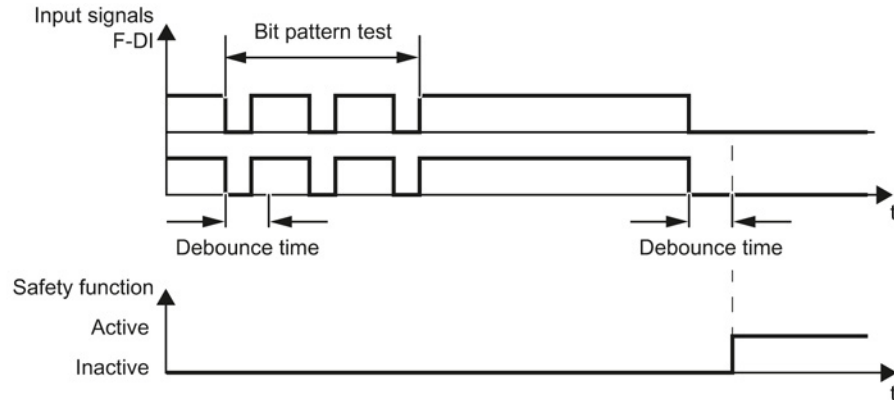 Input signals
F-DI
Bit pattern test
t
Debounce time
Debounce time
Safety function
Active
Inactive
t